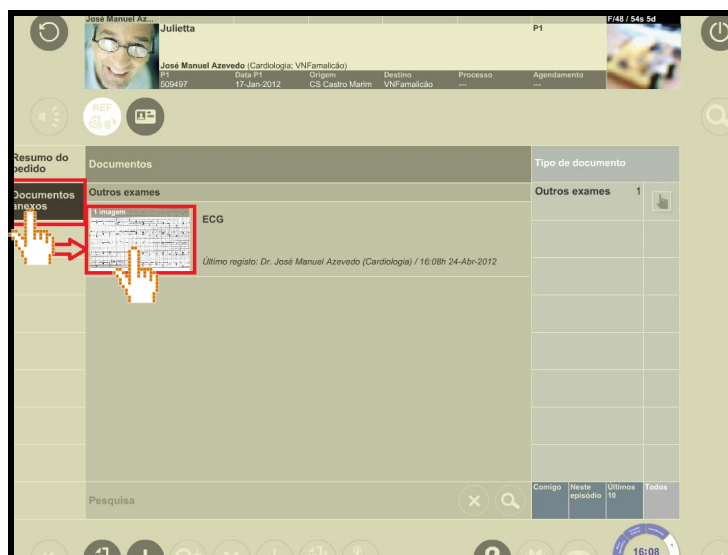 José Manuel Az...
F/48 / 54s 5d
Julietta
P1
José Manuel Azevedo (Cardiologia; VNFamalicão)
P1 Data P1 Origem Destino Processo Agendamento
509497 17-Jan-2012 CS Castro Marim VNFamalicão --- ---
REF
Resumo do pedido
Documentos
Tipo de documento
Documentos anexos
Outros exames
Outros exames 1
1 imagem
ECG
Último registo: Dr. José Manuel Azevedo (Cardiologia) / 16:08h 24-Abr-2012
Pesquisa
Comigo
Neste episódio
Últimos 10
Todos
16:08